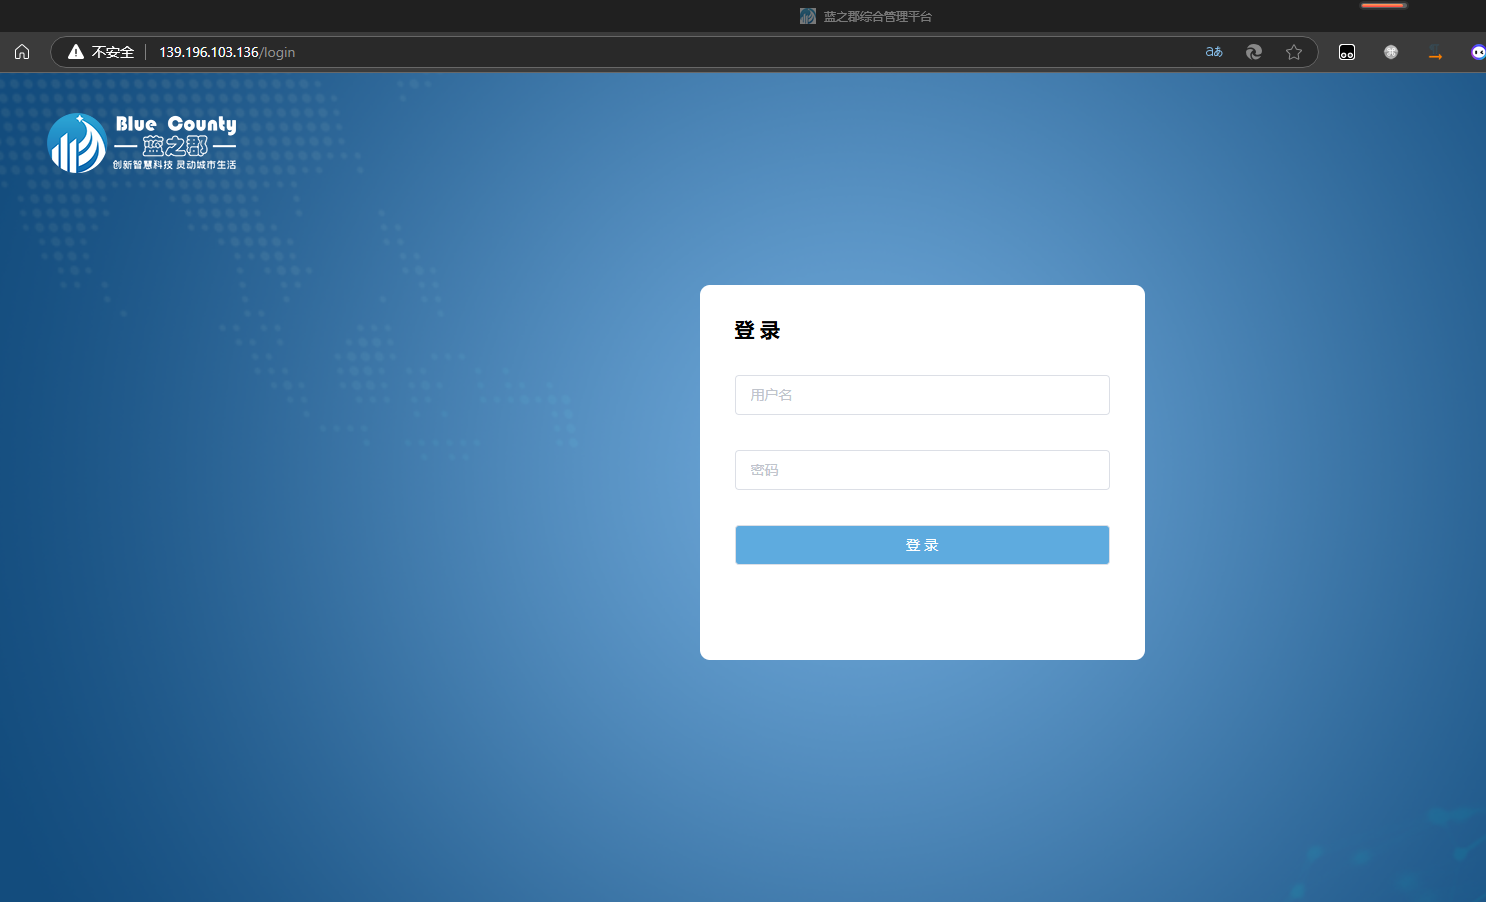 蓝之郡综合管理平台
不安全 139.196.103.136/login
aあ
Blue County
蓝之郡
创新智慧科技 灵动城市生活
登 录
用户名
密码
登 录